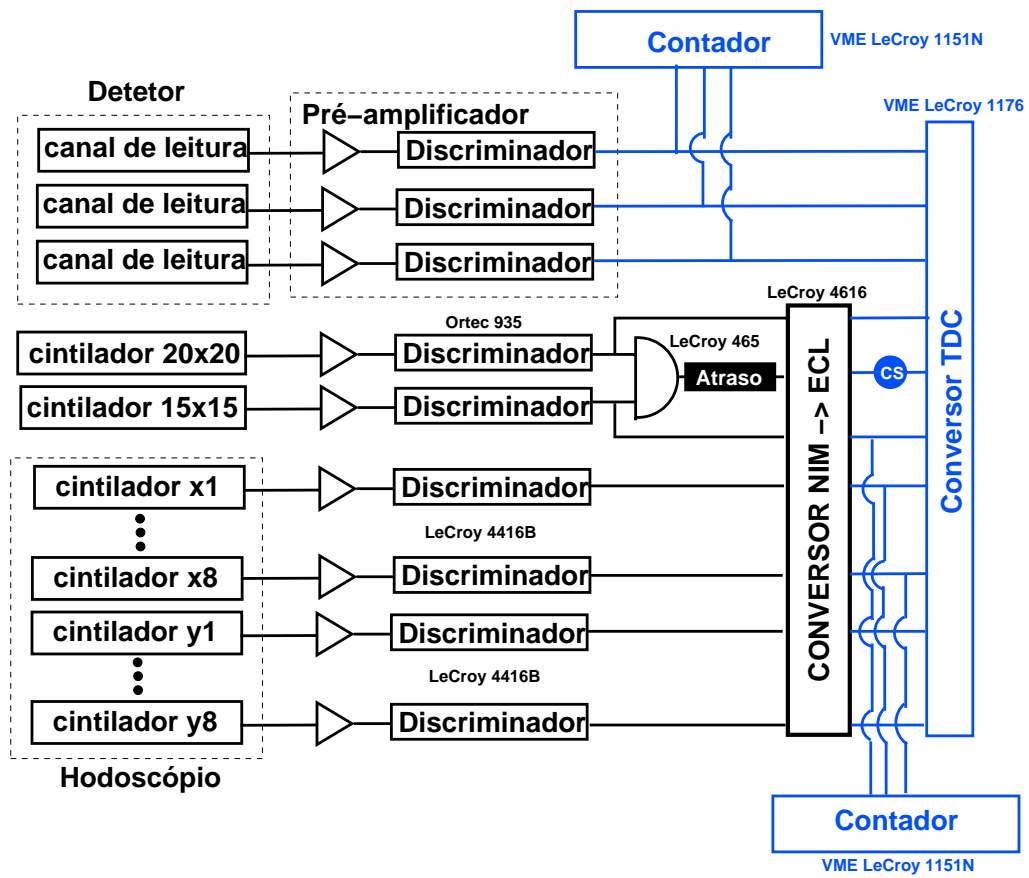 Contador
VME LeCroy 1151N
Detetor
Pré−amplificador
VME LeCroy 1176
canal de leitura
Discriminador
canal de leitura
Discriminador
canal de leitura
Discriminador
LeCroy 4616
Ortec 935
cintilador 20x20
Discriminador
LeCroy 465
Atraso
CS
cintilador 15x15
Discriminador
CONVERSOR NIM −> ECL
Conversor TDC
cintilador x1
Discriminador
LeCroy 4416B
cintilador x8
Discriminador
cintilador y1
Discriminador
LeCroy 4416B
cintilador y8
Discriminador
Hodoscópio
Contador
VME LeCroy 1151N